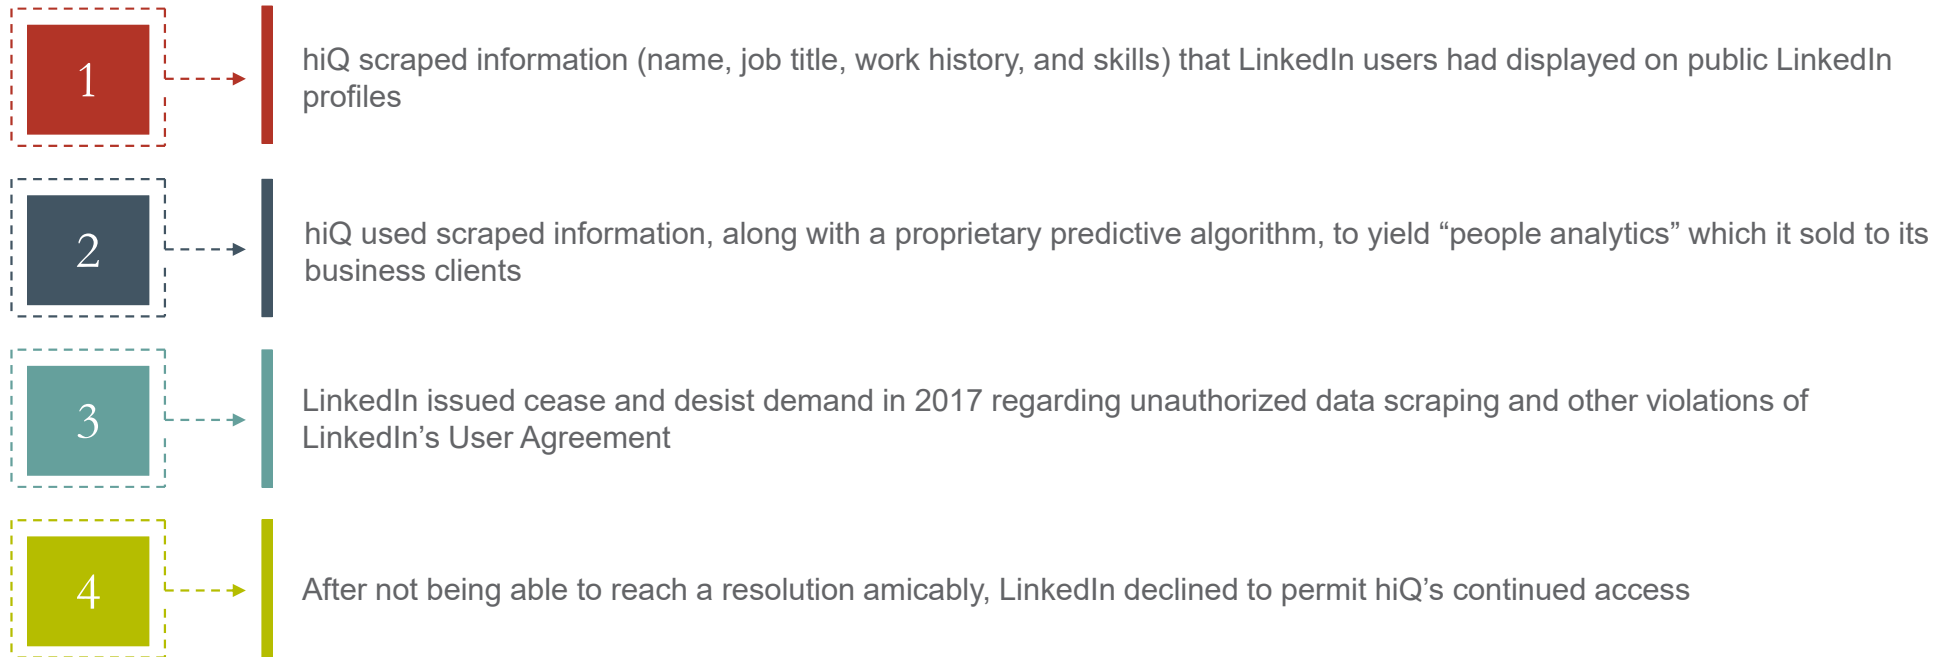 1
hiQ scraped information (name, job title, work history, and skills) that LinkedIn users had displayed on public LinkedIn
profiles
2
hiQ used scraped information, along with a proprietary predictive algorithm, to yield “people analytics” which it sold to its
business clients
3
LinkedIn issued cease and desist demand in 2017 regarding unauthorized data scraping and other violations of
LinkedIn’s User Agreement
4
After not being able to reach a resolution amicably, LinkedIn declined to permit hiQ’s continued access